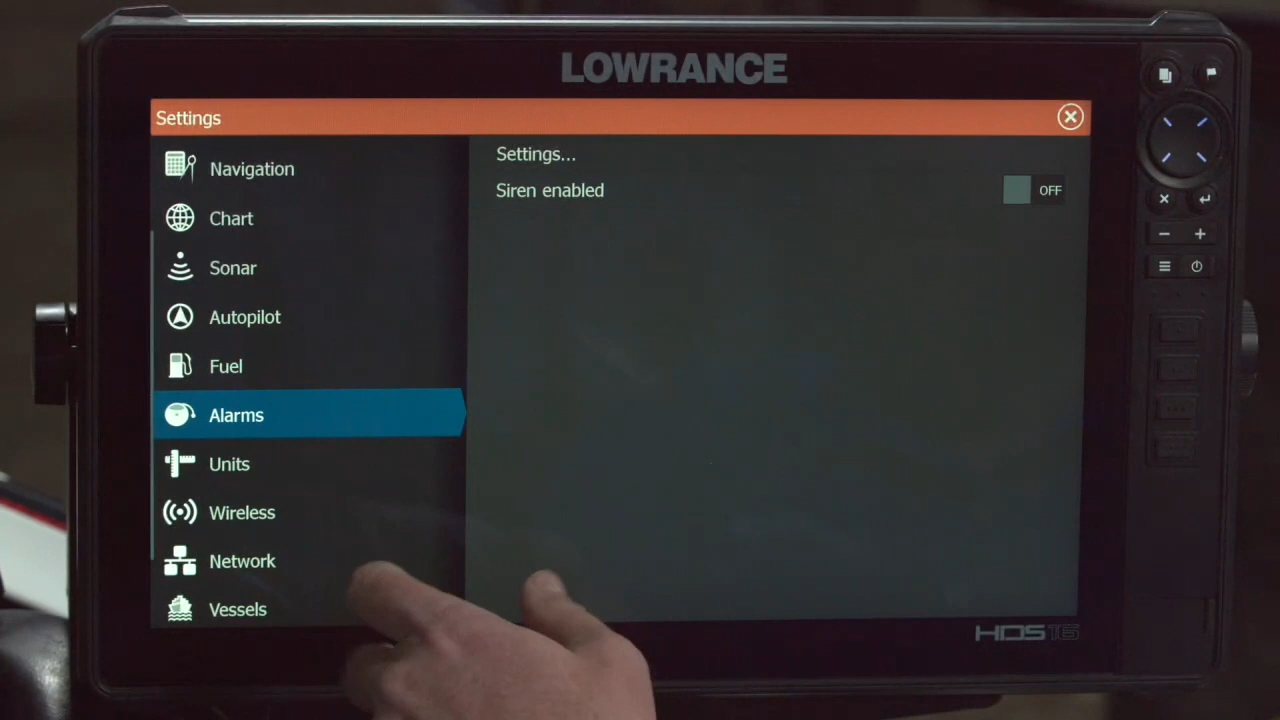 LOWRANCE
Settings
Navigation
Chart
Sonar
Autopilot
Fuel
Alarms
Units
Wireless
Network
Vessels
Settings...
Siren enabled
OFF
HDS16